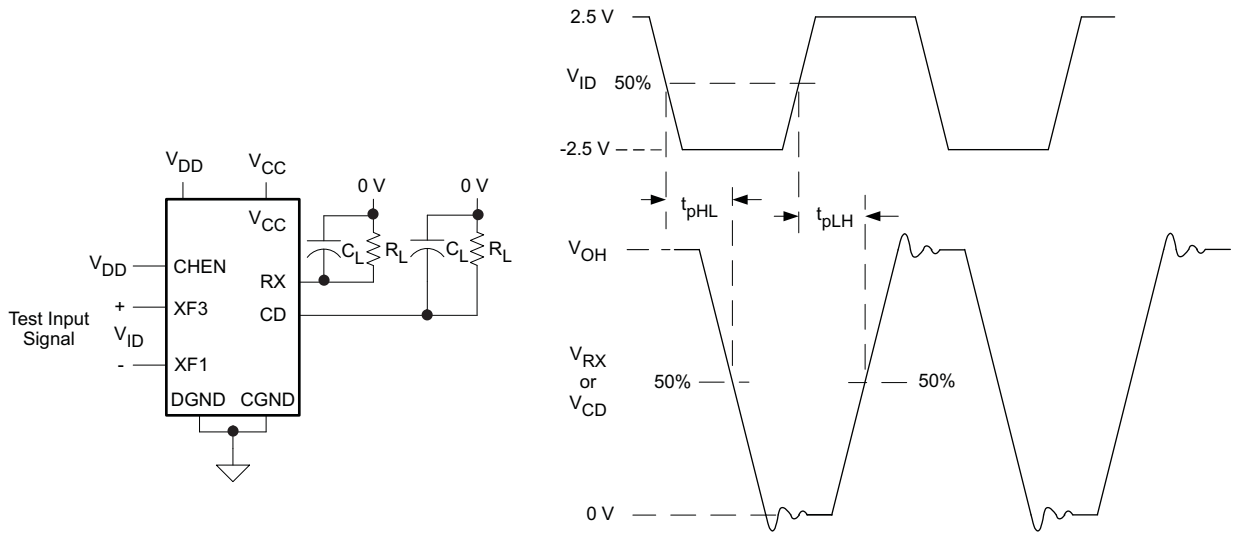 V_DD
V_CC
V_CC
V_DD
CHEN
+
XF3
Test Input
Signal
V_ID
-
XF1
DGND
CGND
RX
CD
0 V
C_L
R_L
0 V
C_L
R_L
2.5 V
V_ID
50%
-2.5 V
t_pHL
t_pLH
V_OH
V_RX
or
V_CD
50%
50%
0 V